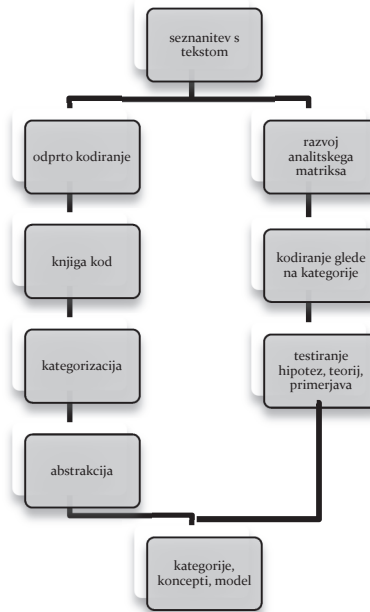 seznanitev s
tekstom
odprto kodiranje
knjiga kod
kategorizacija
abstrakcija
razvoj
analitskega
matriksa
kodiranje glede
na kategorije
testiranje
hipotez, teorij,
primerjava
kategorije,
koncepti, model